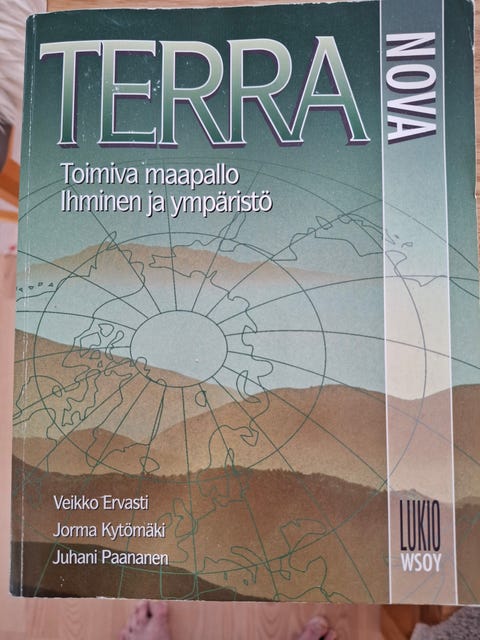 TERRA
NOVA
Toimiva maapallo
Ihminen ja ympäristö
Veikko Ervasti
Jorma Kytömäki
Juhani Paananen
LUKIO
WSOY